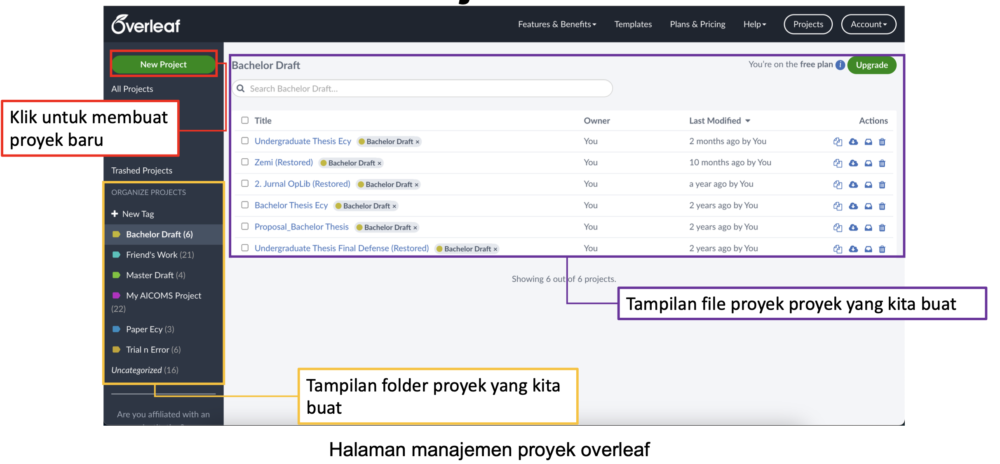 Overleaf
Features & Benefits
Templates
Plans & Pricing
Help
Projects
Account
New Project
All Projects
Klik untuk membuat
proyek baru
Trashed Projects
ORGANIZE PROJECTS
New Tag
Bachelor Draft (6)
Friend's Work (21)
Master Draft (4)
My AICOMS Project
(22)
Paper Ecy (3)
Trial n Error (6)
Uncategorized (16)
Are you affiliated with an
Bachelor Draft
You're on the free plan i
Upgrade
Search Bachelor Draft...
Title Owner Last Modified Actions
Undergraduate Thesis Ecy Bachelor Draft × You 2 months ago by You
Zemi (Restored) Bachelor Draft × You 10 months ago by You
2. Jurnal OpLib (Restored) Bachelor Draft × You a year ago by You
Bachelor Thesis Ecy Bachelor Draft × You 2 years ago by You
Proposal_Bachelor Thesis Bachelor Draft × You 2 years ago by You
Undergraduate Thesis Final Defense (Restored) Bachelor Draft × You 2 years ago by You
Showing 6 out of 6 projects.
Tampilan file proyek proyek yang kita buat
Tampilan folder proyek yang kita
buat
Halaman manajemen proyek overleaf